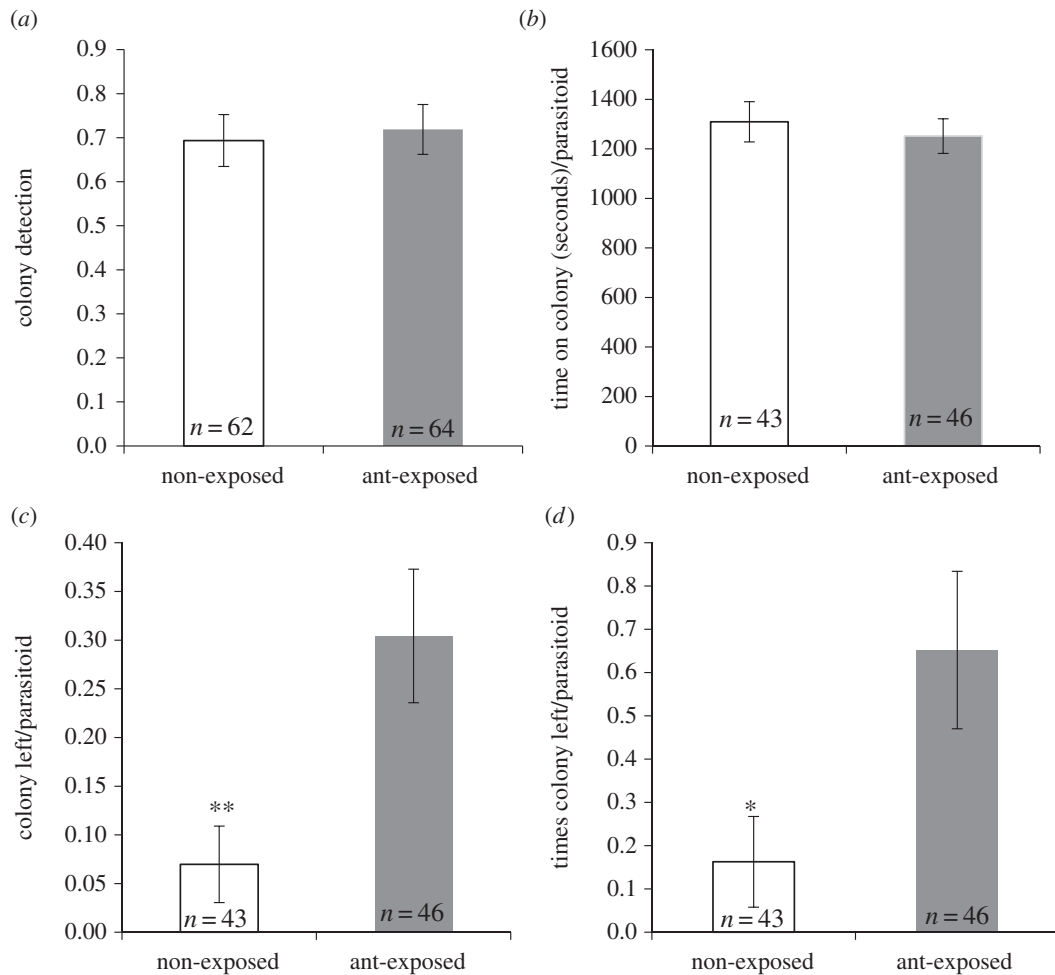 (a)
colony detection
0.9
0.8
0.7
0.6
0.5
0.4
0.3
0.2
0.1
0.0
n = 62
n = 64
non-exposed
ant-exposed
(b)
time on colony (seconds)/parasitoid
1600
1400
1200
1000
800
600
400
200
0
n = 43
n = 46
non-exposed
ant-exposed
(c)
colony left/parasitoid
0.40
0.35
0.30
0.25
0.20
0.15
0.10
0.05
0.00
**
n = 43
n = 46
non-exposed
ant-exposed
(d)
times colony left/parasitoid
0.9
0.8
0.7
0.6
0.5
0.4
0.3
0.2
0.1
0.0
*
n = 43
n = 46
non-exposed
ant-exposed